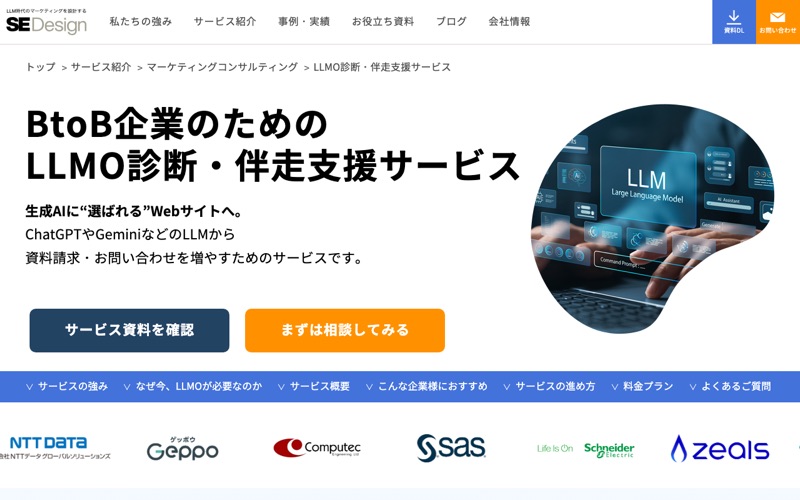 LLM時代のマーケティングを設計する
SE Design
私たちの強み
サービス紹介
事例・実績
お役立ち資料
ブログ
会社情報
資料DL
お問い合わせ
トップ > サービス紹介 > マーケティングコンサルティング > LLMO診断・伴走支援サービス
BtoB企業のための
LLMO診断・伴走支援サービス
生成AIに“選ばれる”Webサイトへ。
ChatGPTやGeminiなどのLLMから
資料請求・お問い合わせを増やすためのサービスです。
LLM
Large Language Model
AI Assistant
Command Prompt
サービス資料を確認
まずは相談してみる
サービスの強み
なぜ今、LLMOが必要なのか
サービス概要
こんな企業様におすすめ
サービスの進め方
料金プラン
よくあるご質問
NTT DATA
会社NTTデータグローバルソリューションズ
ゲッポウ
Geppo
Computec
Engineering Ltd
sas
Life Is On
Schneider
Electric
zeals